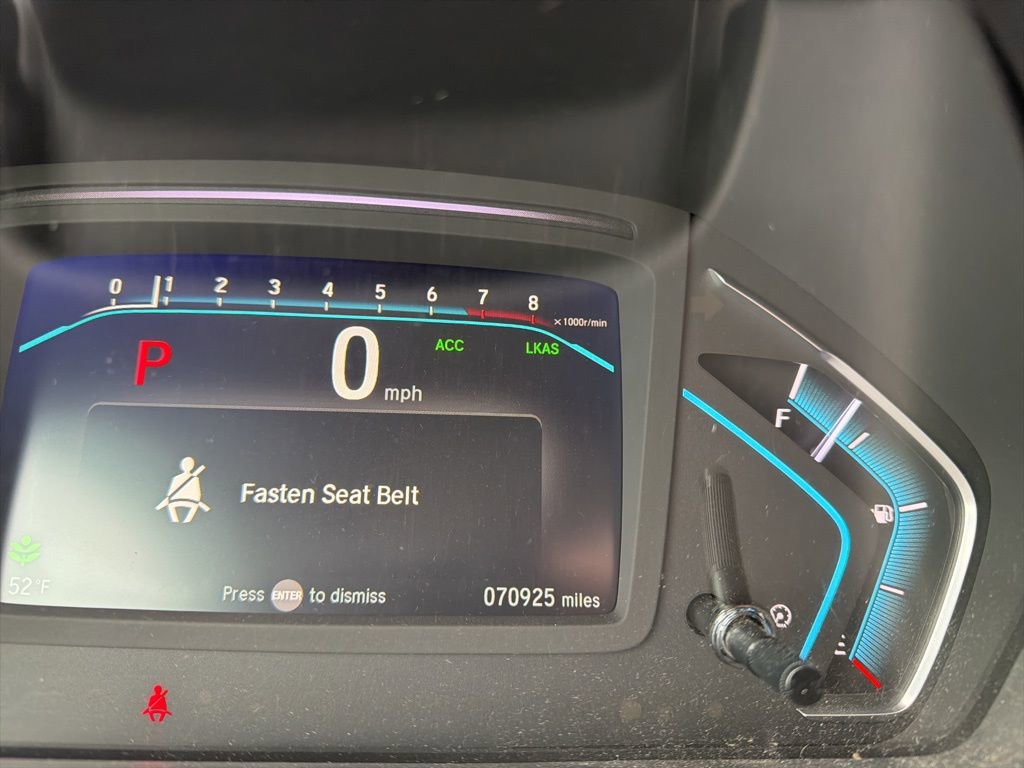 0 1 2 3 4 5 6 7 8
×1000r/min
P 0 mph ACC LKAS
F
Fasten Seat Belt
52°F Press ENTER to dismiss 070925 miles